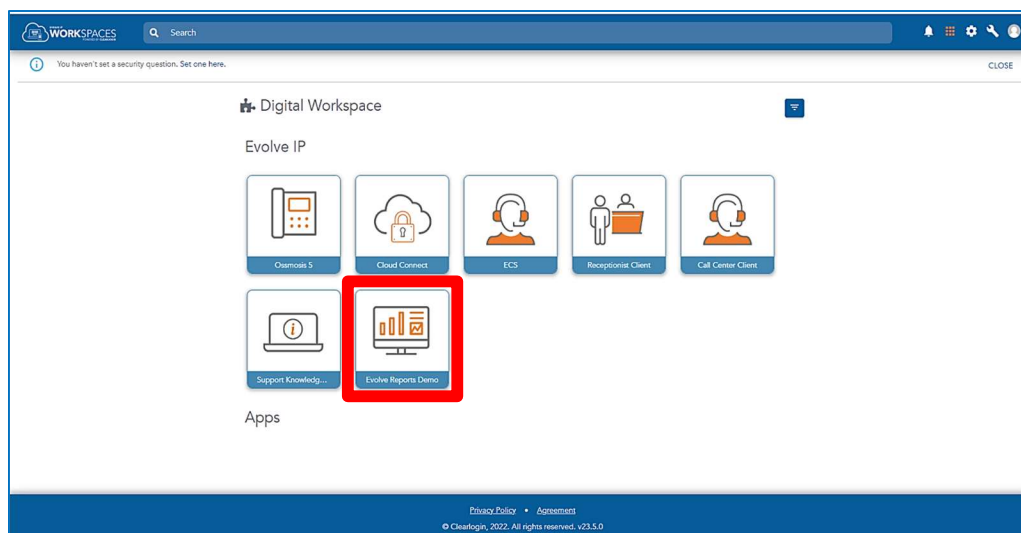 WORKSPACES
Search
You haven't set a security question. Set one here.
CLOSE
Digital Workspace
Evolve IP
Ossmosis 5
Cloud Connect
ECS
Receptionist Client
Call Center Client
Support Knowledg...
Evolve Reports Demo
Apps
Privacy Policy • Agreement
© Clearlogin, 2022. All rights reserved. v23.5.0